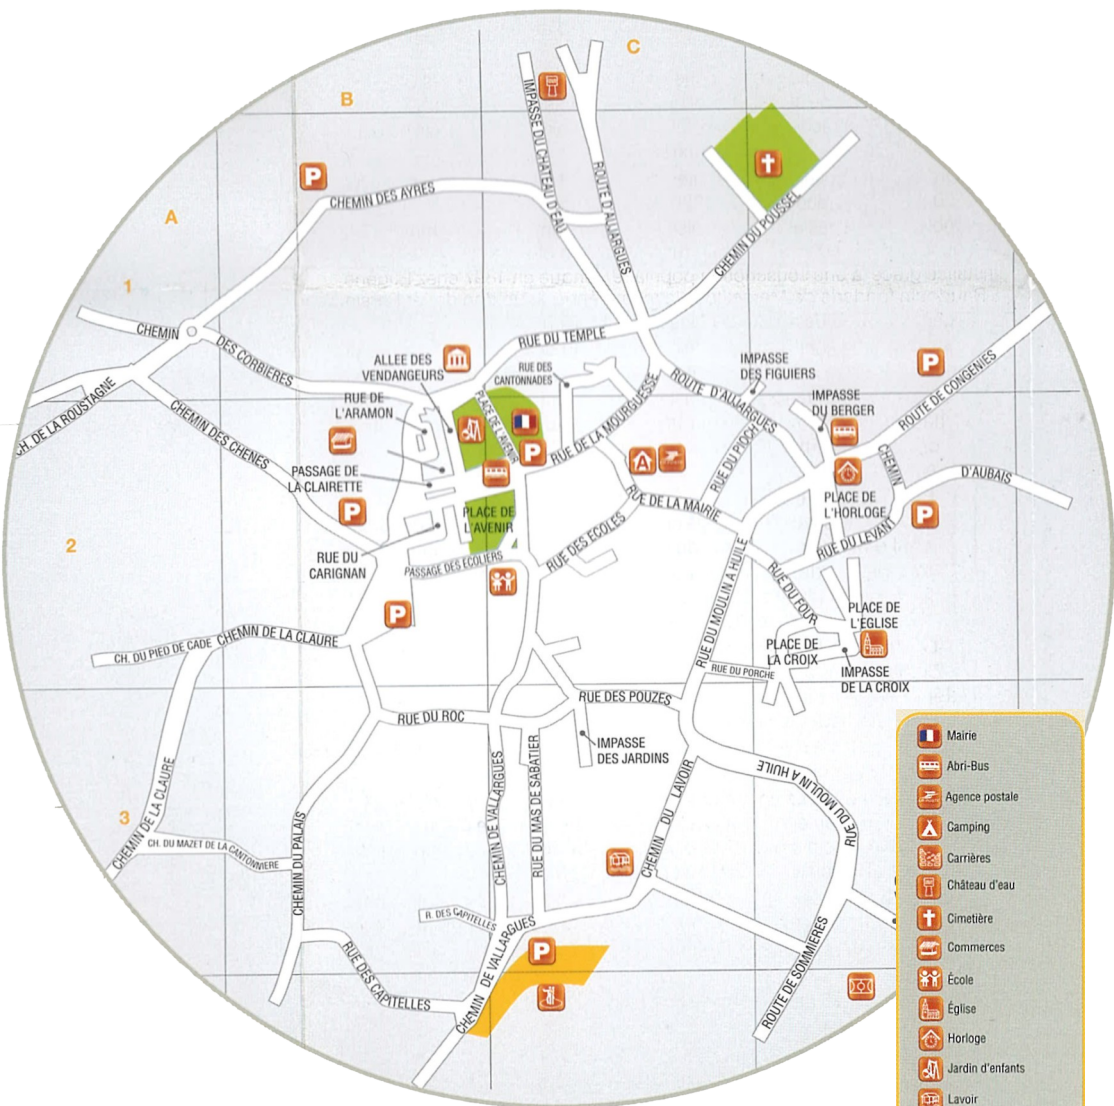 C
B
A
1
2
3
IMPASSE DU CHATEAU D'EAU
ROUTE D'AUJARGUES
P
CHEMIN DES AYRES
CHEMIN DU POUSSEL
CHEMIN
DES CORBIERES
RUE DU TEMPLE
ALLEE DES
VENDANGEURS
RUE DES
CANTONNADES
IMPASSE
DES FIGUIERS
P
CH. DE LA ROUSTAGNE
CHEMIN DES CHENES
RUE DE
L'ARAMON
PLACE DE L'AVENIR
P
RUE DE LA MOURGUESSE
ROUTE D'AUJARGUES
IMPASSE
DU BERGER
ROUTE DE CONGENIES
PASSAGE DE
LA CLAIRETTE
RUE DU PIOCH
RUE DE LA MAIRIE
CHEMIN
D'AUBAIS
PLACE DE
L'HORLOGE
P
PLACE DE
L'AVENIR
P
RUE DU LEVANT
RUE DU
CARIGNAN
PASSAGE DES ECOLIERS
RUE DES ECOLES
RUE DU MOULIN A HUILE
RUE DU FOUR
P
PLACE DE
L'EGLISE
CH. DU PIED DE CADE
CHEMIN DE LA CLAURE
PLACE DE
LA CROIX
RUE DU PORCHE
IMPASSE
DE LA CROIX
RUE DES POUZES
RUE DU ROC
IMPASSE
DES JARDINS
CHEMIN DE LA CLAURE
CHEMIN DE VALLARGUES
RUE DU MAS DE SABATIER
CHEMIN DU LAVOIR
RUE DU MOULIN A HUILE
CH. DU MAZET DE LA CANTONNIERE
CHEMIN DU PALAIS
R. DES CAPITELLES
RUE DES CAPITELLES
CHEMIN DE VALLARGUES
P
ROUTE DE SOMMIERES
Mairie
Abri-Bus
Agence postale
Camping
Carrières
Château d'eau
Cimetière
Commerces
École
Église
Horloge
Jardin d'enfants
Lavoir